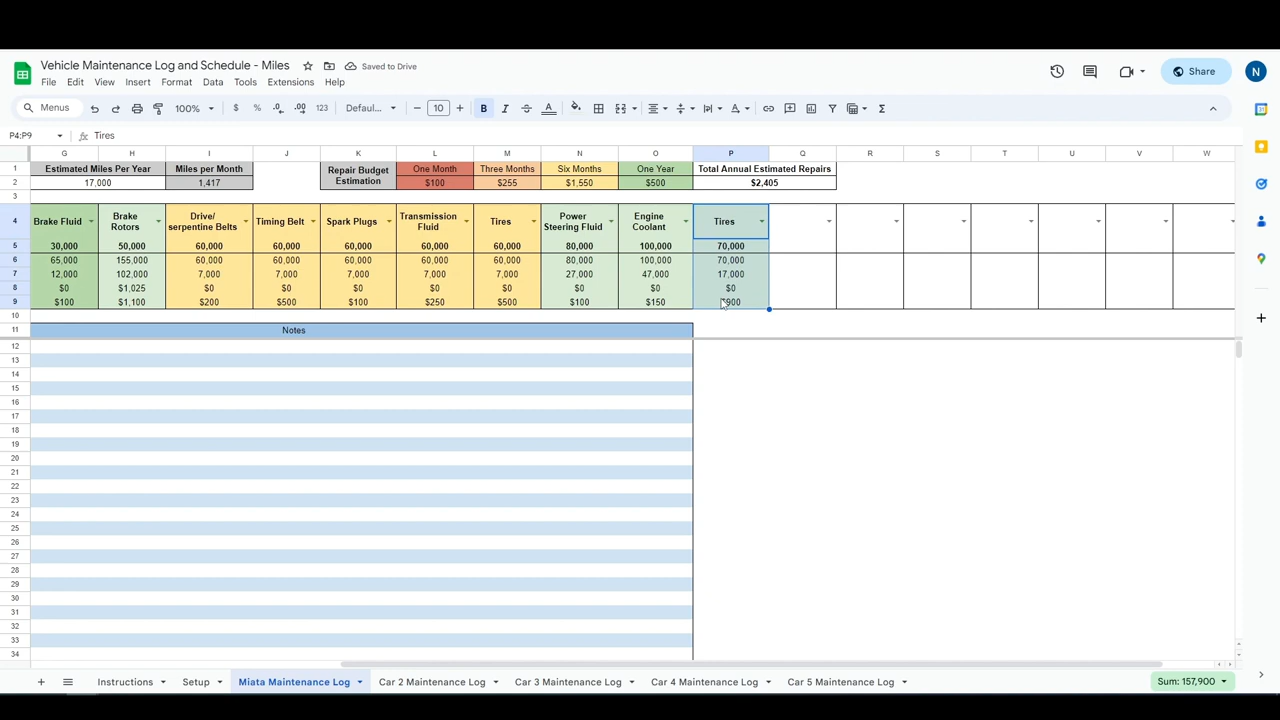 Vehicle Maintenance Log and Schedule - Miles Saved to Drive
File Edit View Insert Format Data Tools Extensions Help
Share N
Menus 100% $ % .0 .00 123 Defaul... 10 B I A Σ
P4:P9 fx Tires
G H I J K L M N O P Q R S T U V W
1 Estimated Miles Per Year Miles per Month Repair Budget Estimation One Month Three Months Six Months One Year Total Annual Estimated Repairs
2 17,000 1,417 $100 $255 $1,550 $500 $2,405
3
4 Brake Fluid Brake Rotors Drive/ serpentine Belts Timing Belt Spark Plugs Transmission Fluid Tires Power Steering Fluid Engine Coolant Tires
5 30,000 50,000 60,000 60,000 60,000 60,000 60,000 80,000 100,000 70,000
6 65,000 155,000 60,000 60,000 60,000 60,000 60,000 80,000 100,000 70,000
7 12,000 102,000 7,000 7,000 7,000 7,000 7,000 27,000 47,000 17,000
8 $0 $1,025 $0 $0 $0 $0 $0 $0 $0 $0
9 $100 $1,100 $200 $500 $100 $250 $500 $100 $150
10
11 Notes
12
13
14
15
16
17
18
19
20
21
22
23
24
25
26
27
28
29
30
31
32
33
34
Instructions Setup Miata Maintenance Log Car 2 Maintenance Log Car 3 Maintenance Log Car 4 Maintenance Log Car 5 Maintenance Log Sum: 157,900